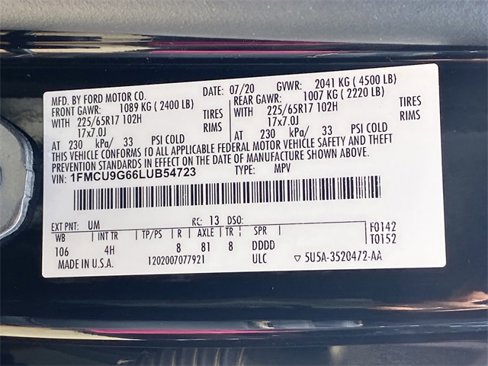 MFD. BY FORD MOTOR CO. 07/20 GVWR: 2041 KG ( 4500 LB)
FRONT GAWR: 1089 KG ( 2400 LB) REAR GAWR: 1007 KG ( 2220 LB)
WITH 225/65R17 102H TIRES WITH 225/65R17 102H TIRES
17x7.0J RIMS 17x7.0J RIMS
AT 230 kPa/ 33 PSI COLD AT 230 kPa/ 33 PSI COLD
THIS VEHICLE CONFORMS TO ALL APPLICABLE FEDERAL MOTOR VEHICLE SAFETY AND THEFT
PREVENTION STANDARDS IN EFFECT ON THE DATE OF MANUFACTURE SHOWN ABOVE.
VIN: 1FMCU9G66LUB54723 TYPE: MPV
EXT PNT: UM RC: 13 DSO: F0142
WB INT TR TP/PS R AXLE TR SPR T0152
106 4H 8 81 8 DDDD
MADE IN U.S.A. 1202007077921 ULC ▽ 5U5A-3520472-AA